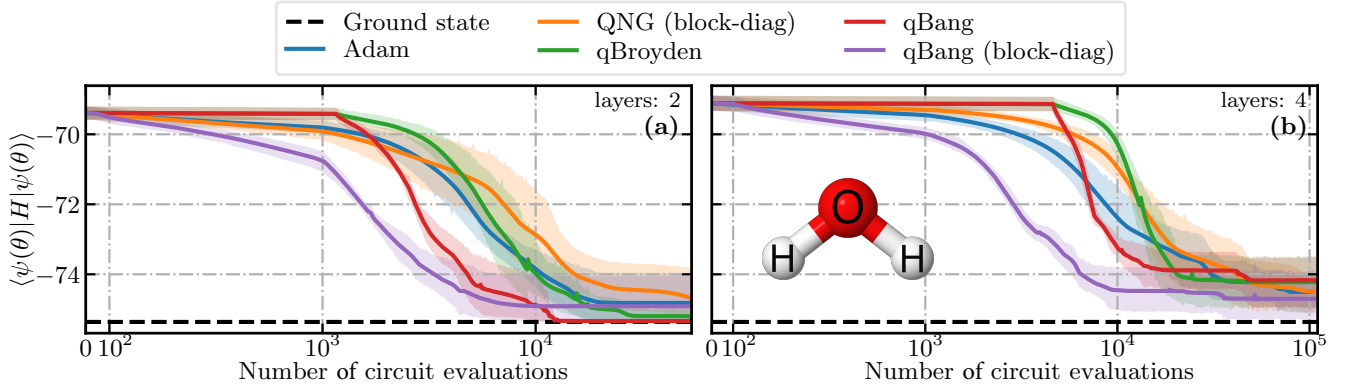 Ground state
Adam
QNG (block-diag)
qBroyden
qBang
qBang (block-diag)
⟨ψ(θ)|H|ψ(θ)⟩
−70
−72
−74
layers: 2
(a)
0 10² 10³ 10⁴
Number of circuit evaluations
layers: 4
(b)
O
H H
0 10² 10³ 10⁴ 10⁵
Number of circuit evaluations